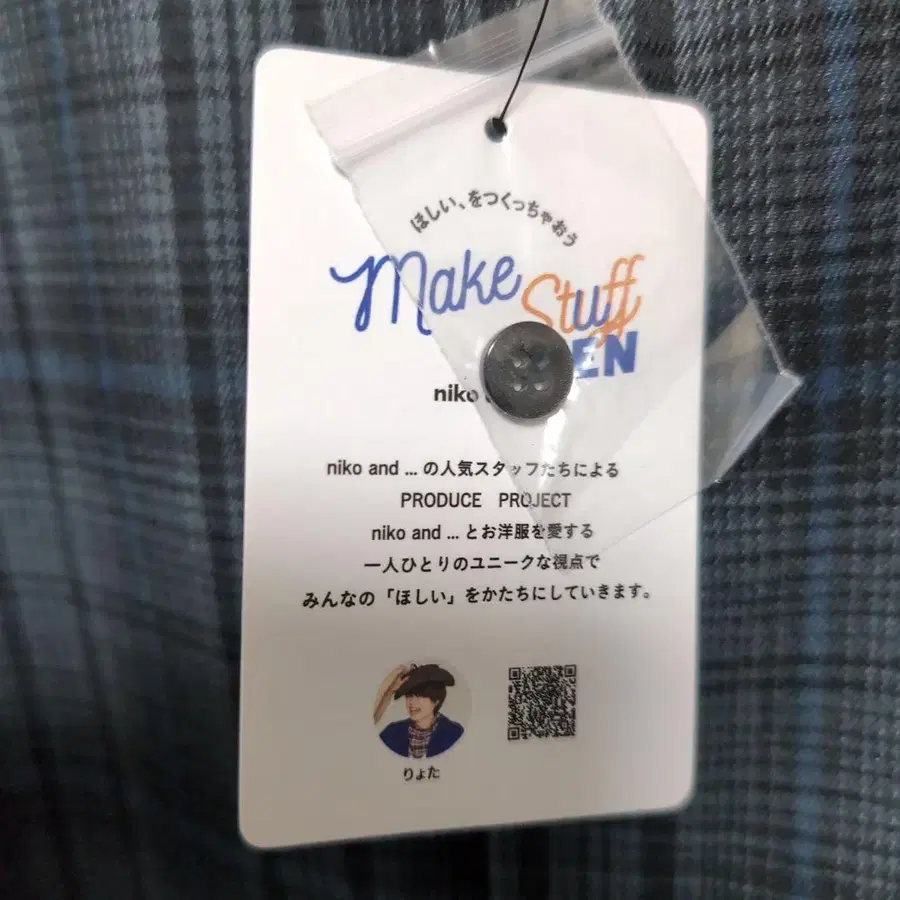 ほしい、をつくっちゃおう
Make Stuff
EN
niko
niko and ... の人気スタッフたちによる
PRODUCE PROJECT
niko and ... とお洋服を愛する
一人ひとりのユニークな視点で
みんなの「ほしい」をかたちにしていきます。
りょた